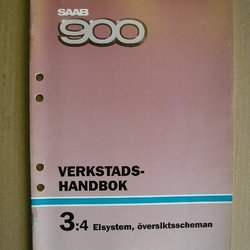 SAAB
900
VERKSTADS-
HANDBOK
3:4 Elsystem, översiktsscheman